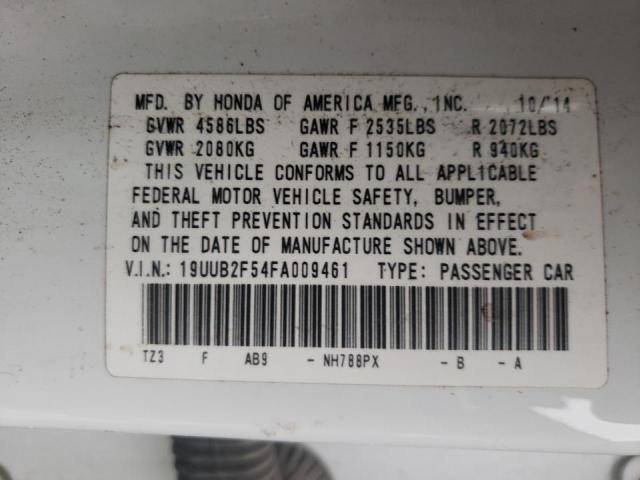 MFD. BY HONDA OF AMERICA MFG., INC. 10/14
GVWR 4586LBS GAWR F 2535LBS R 2072LBS
GVWR 2080KG GAWR F 1150KG R 940KG
THIS VEHICLE CONFORMS TO ALL APPLICABLE
FEDERAL MOTOR VEHICLE SAFETY, BUMPER,
AND THEFT PREVENTION STANDARDS IN EFFECT
ON THE DATE OF MANUFACTURE SHOWN ABOVE.
V.I.N.: 19UUB2F54FA009461 TYPE: PASSENGER CAR
TZ3 F AB9 - NH788PX - B - A